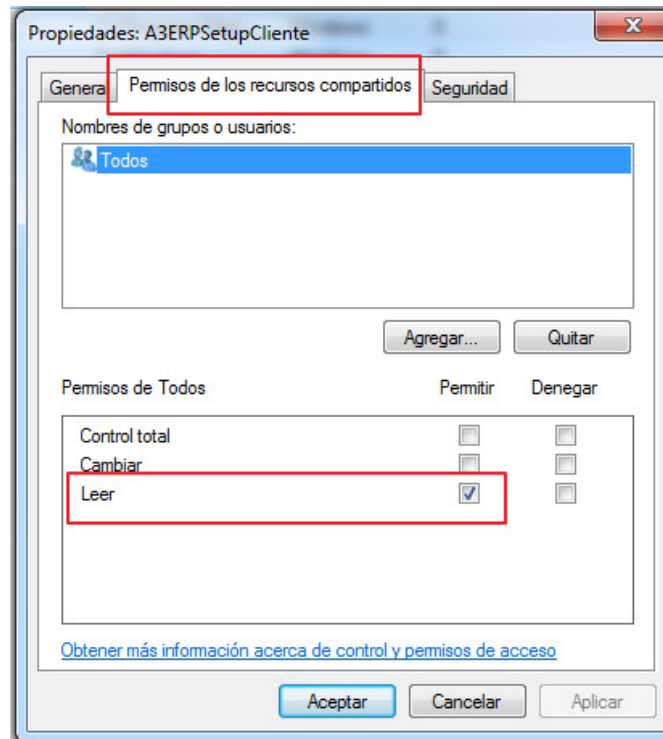 Propiedades: A3ERPSetupCliente
General Permisos de los recursos compartidos Seguridad
Nombres de grupos o usuarios:
Todos
Agregar... Quitar
Permisos de Todos Permitir Denegar
Control total
Cambiar
Leer
Obtener más información acerca de control y permisos de acceso
Aceptar Cancelar Aplicar